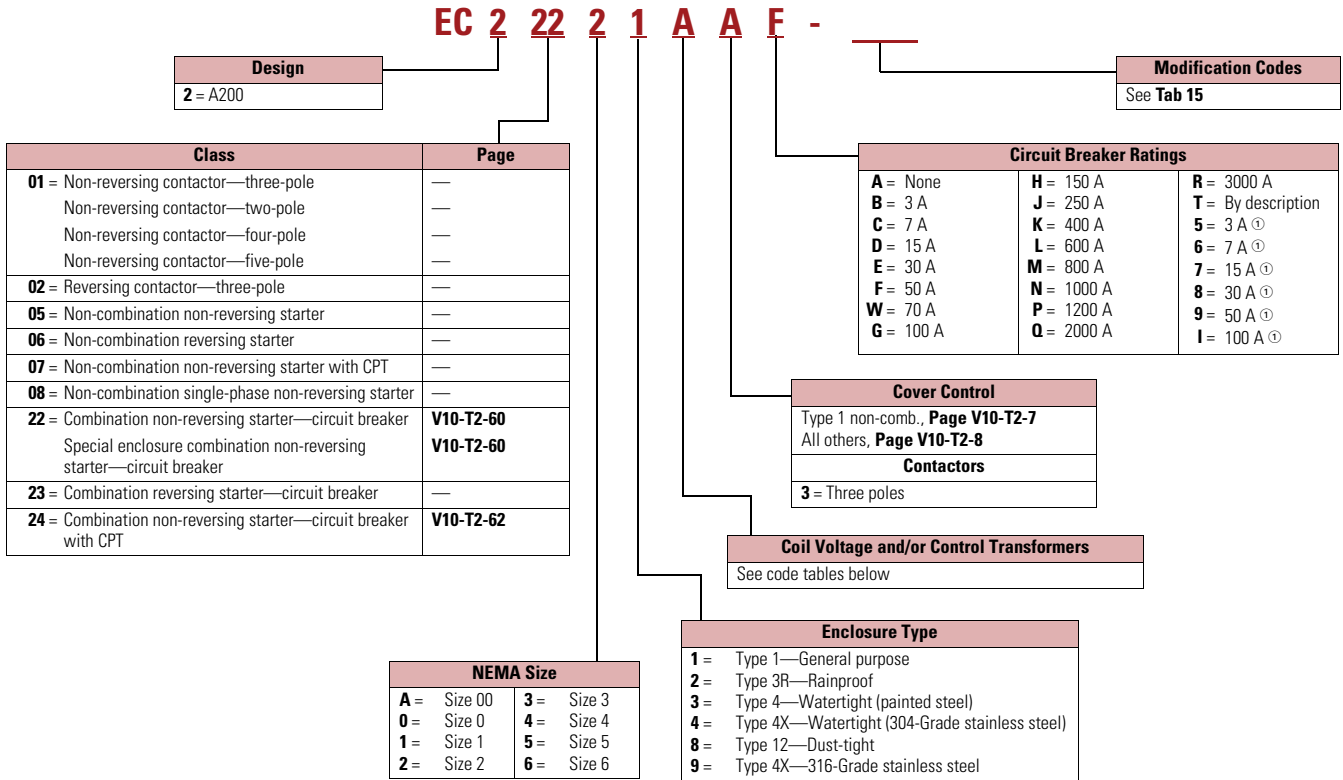 EC 2 22 2 1 A A F - ___
Design
2 = A200
Modification Codes
See Tab 15
Class Page
01 = Non-reversing contactor—three-pole —
Non-reversing contactor—two-pole —
Non-reversing contactor—four-pole —
Non-reversing contactor—five-pole —
02 = Reversing contactor—three-pole —
05 = Non-combination non-reversing starter —
06 = Non-combination reversing starter —
07 = Non-combination non-reversing starter with CPT —
08 = Non-combination single-phase non-reversing starter —
22 = Combination non-reversing starter—circuit breaker V10-T2-60
Special enclosure combination non-reversing V10-T2-60
starter—circuit breaker
23 = Combination reversing starter—circuit breaker —
24 = Combination non-reversing starter—circuit breaker V10-T2-62
with CPT
Circuit Breaker Ratings
A = None
B = 3 A
C = 7 A
D = 15 A
E = 30 A
F = 50 A
W = 70 A
G = 100 A
H = 150 A
J = 250 A
K = 400 A
L = 600 A
M = 800 A
N = 1000 A
P = 1200 A
Q = 2000 A
R = 3000 A
T = By description
5 = 3 A ①
6 = 7 A ①
7 = 15 A ①
8 = 30 A ①
9 = 50 A ①
I = 100 A ①
Cover Control
Type 1 non-comb., Page V10-T2-7
All others, Page V10-T2-8
Contactors
3 = Three poles
Coil Voltage and/or Control Transformers
See code tables below
Enclosure Type
1 = Type 1—General purpose
2 = Type 3R—Rainproof
3 = Type 4—Watertight (painted steel)
4 = Type 4X—Watertight (304-Grade stainless steel)
8 = Type 12—Dust-tight
9 = Type 4X—316-Grade stainless steel
NEMA Size
A = Size 00
0 = Size 0
1 = Size 1
2 = Size 2
3 = Size 3
4 = Size 4
5 = Size 5
6 = Size 6